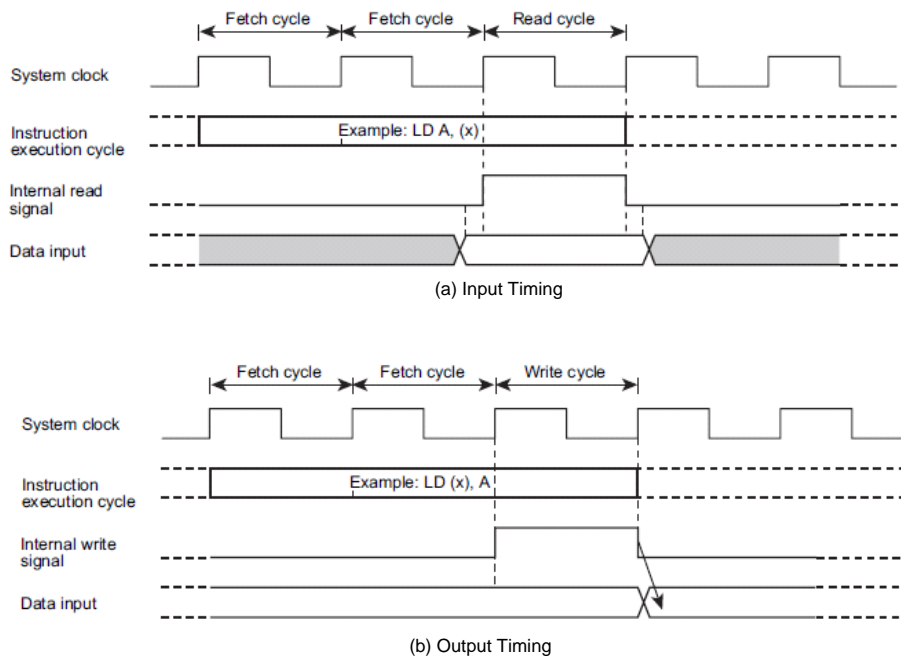 Fetch cycle Fetch cycle Read cycle
System clock
Instruction
execution cycle
Example: LD A, (x)
Internal read
signal
Data input
(a) Input Timing
Fetch cycle Fetch cycle Write cycle
System clock
Instruction
execution cycle
Example: LD (x), A
Internal write
signal
Data input
(b) Output Timing